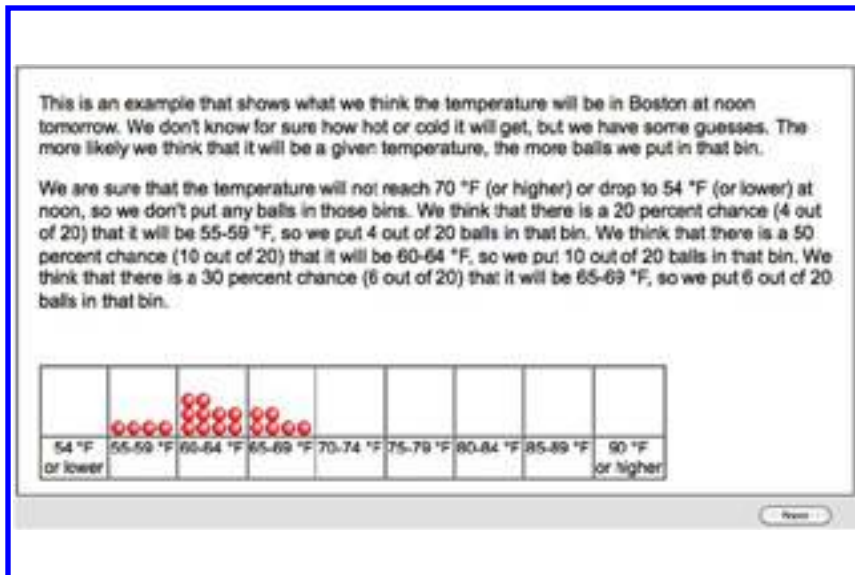 This is an example that shows what we think the temperature will be in Boston at noon
tomorrow. We don't know for sure how hot or cold it will get, but we have some guesses. The
more likely we think that it will be a given temperature, the more balls we put in that bin.
We are sure that the temperature will not reach 70 °F (or higher) or drop to 54 °F (or lower) at
noon, so we don't put any balls in those bins. We think that there is a 20 percent chance (4 out
of 20) that it will be 55-59 °F, so we put 4 out of 20 balls in that bin. We think that there is a 50
percent chance (10 out of 20) that it will be 60-64 °F, so we put 10 out of 20 balls in that bin. We
think that there is a 30 percent chance (6 out of 20) that it will be 65-69 °F, so we put 6 out of 20
balls in that bin.
54 °F 55-59 °F 60-64 °F 65-69 °F 70-74 °F 75-79 °F 80-84 °F 85-89 °F 90 °F
or lower or higher
Next